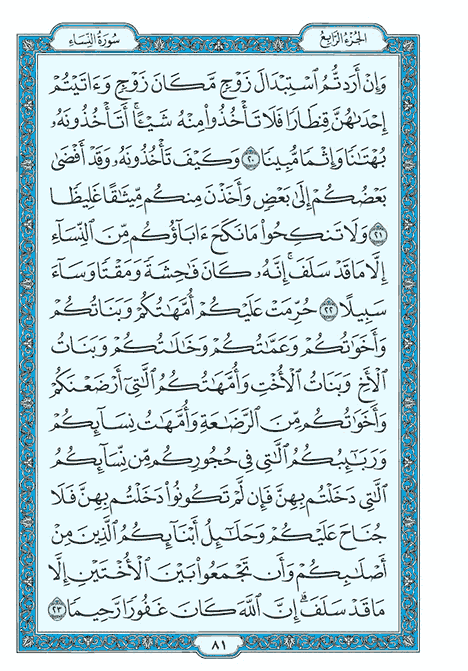 الجزء الرابع
سورة النساء
وَإِنْ أَرَدتُّمُ ٱسْتِبْدَالَ زَوْجٍ مَّكَانَ زَوْجٍ وَءَاتَيْتُمْ
إِحْدَىٰهُنَّ قِنطَارًا فَلَا تَأْخُذُوا۟ مِنْهُ شَيْـًٔا ۚ أَتَأْخُذُونَهُۥ
بُهْتَـٰنًا وَإِثْمًا مُّبِينًا ٢٠ وَكَيْفَ تَأْخُذُونَهُۥ وَقَدْ أَفْضَىٰ
بَعْضُكُمْ إِلَىٰ بَعْضٍ وَأَخَذْنَ مِنكُم مِّيثَـٰقًا غَلِيظًا
٢١ وَلَا تَنكِحُوا۟ مَا نَكَحَ ءَابَآؤُكُم مِّنَ ٱلنِّسَآءِ
إِلَّا مَا قَدْ سَلَفَ ۚ إِنَّهُۥ كَانَ فَـٰحِشَةً وَمَقْتًا وَسَآءَ
سَبِيلًا ٢٢ حُرِّمَتْ عَلَيْكُمْ أُمَّهَـٰتُكُمْ وَبَنَاتُكُمْ
وَأَخَوَٰتُكُمْ وَعَمَّـٰتُكُمْ وَخَـٰلَـٰتُكُمْ وَبَنَاتُ
ٱلْأَخِ وَبَنَاتُ ٱلْأُخْتِ وَأُمَّهَـٰتُكُمُ ٱلَّـٰتِىٓ أَرْضَعْنَكُمْ
وَأَخَوَٰتُكُم مِّنَ ٱلرَّضَـٰعَةِ وَأُمَّهَـٰتُ نِسَآئِكُمْ
وَرَبَـٰٓئِبُكُمُ ٱلَّـٰتِى فِى حُجُورِكُم مِّن نِّسَآئِكُمُ
ٱلَّـٰتِى دَخَلْتُم بِهِنَّ فَإِن لَّمْ تَكُونُوا۟ دَخَلْتُم بِهِنَّ فَلَا
جُنَاحَ عَلَيْكُمْ وَحَلَـٰٓئِلُ أَبْنَآئِكُمُ ٱلَّذِينَ مِنْ
أَصْلَـٰبِكُمْ وَأَن تَجْمَعُوا۟ بَيْنَ ٱلْأُخْتَيْنِ إِلَّا
مَا قَدْ سَلَفَ ۗ إِنَّ ٱللَّهَ كَانَ غَفُورًا رَّحِيمًا ٢٣
٨١